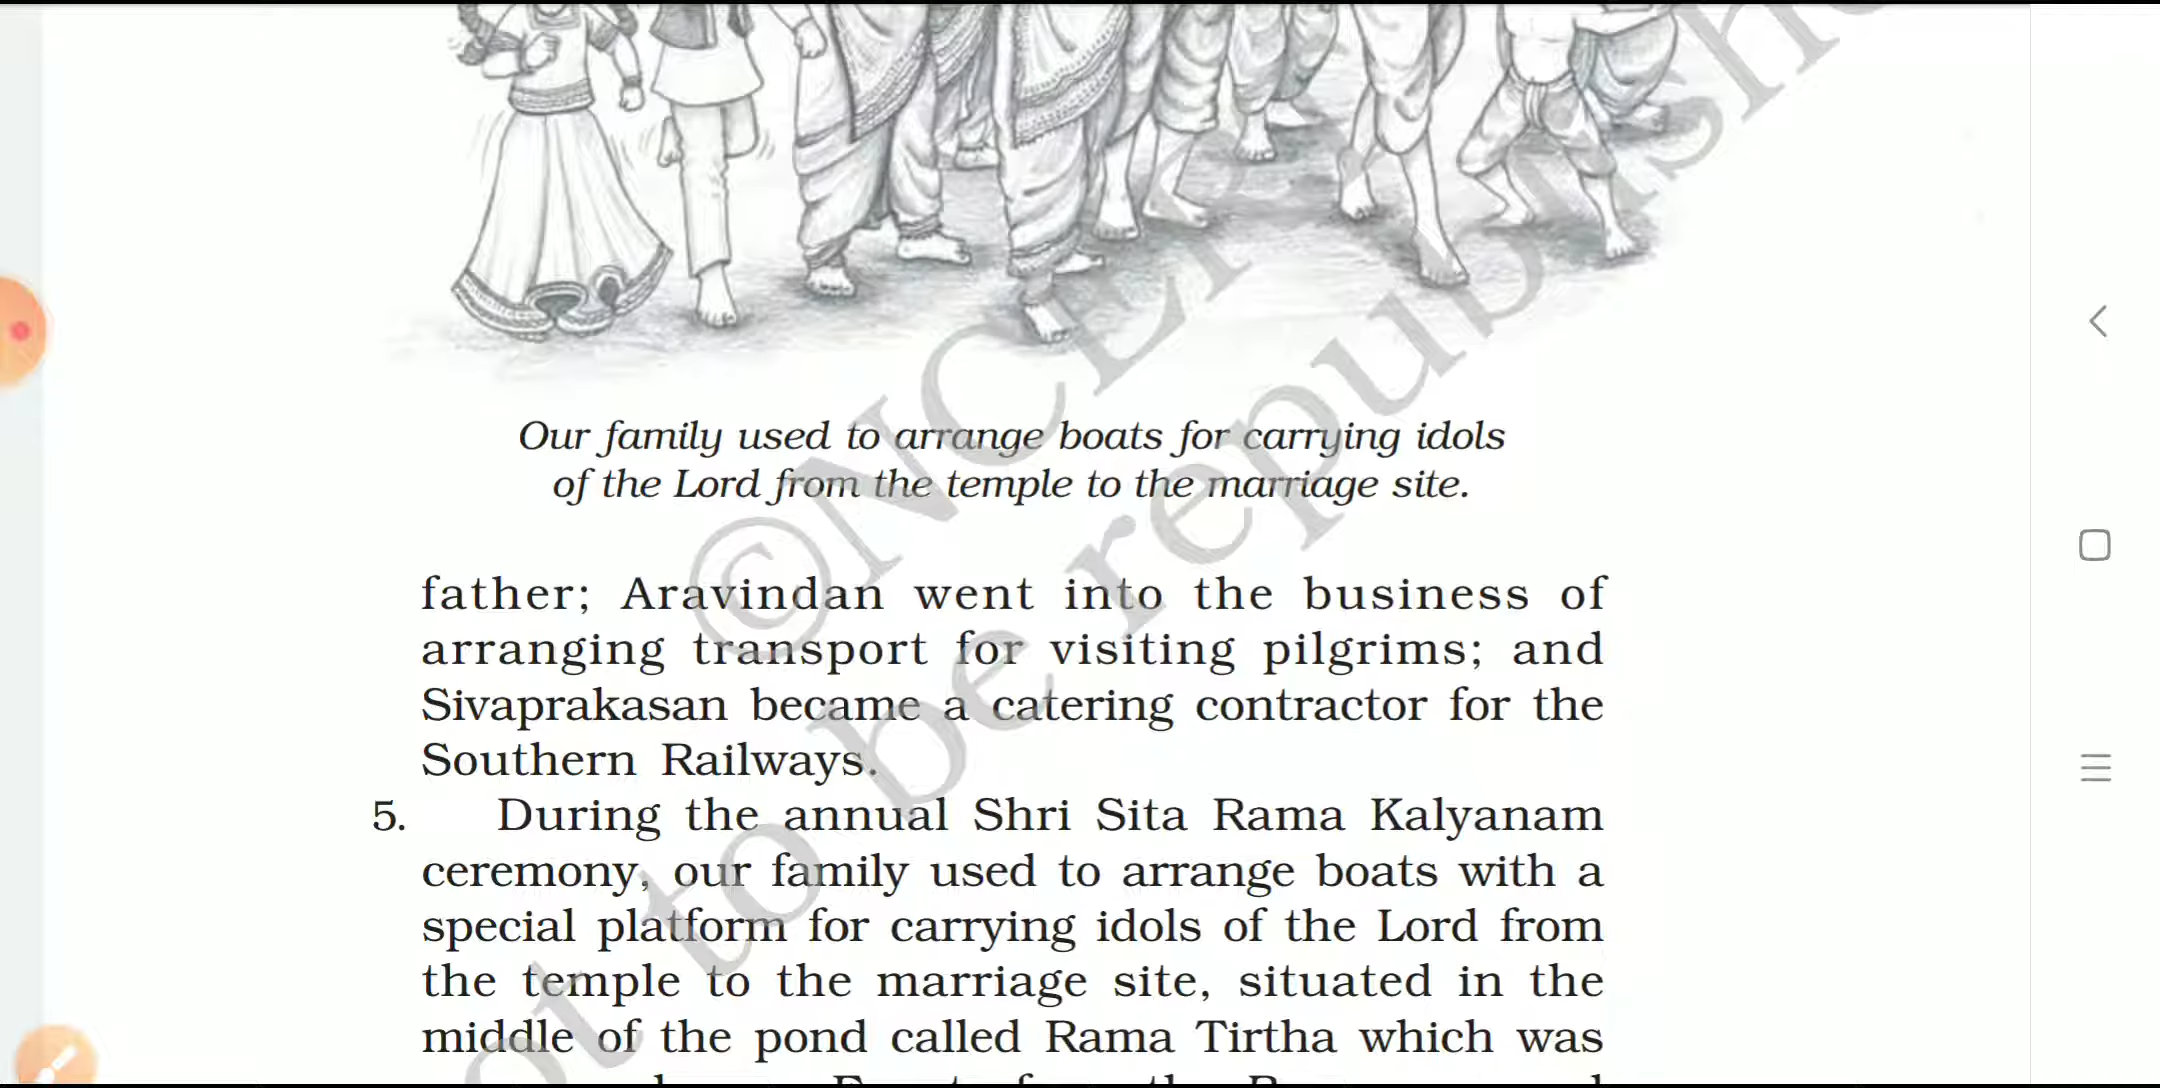 Our family used to arrange boats for carrying idols
of the Lord from the temple to the marriage site.
father; Aravindan went into the business of
arranging transport for visiting pilgrims; and
Sivaprakasan became a catering contractor for the
Southern Railways.
5. During the annual Shri Sita Rama Kalyanam
ceremony, our family used to arrange boats with a
special platform for carrying idols of the Lord from
the temple to the marriage site, situated in the
middle of the pond called Rama Tirtha which was
to be republish